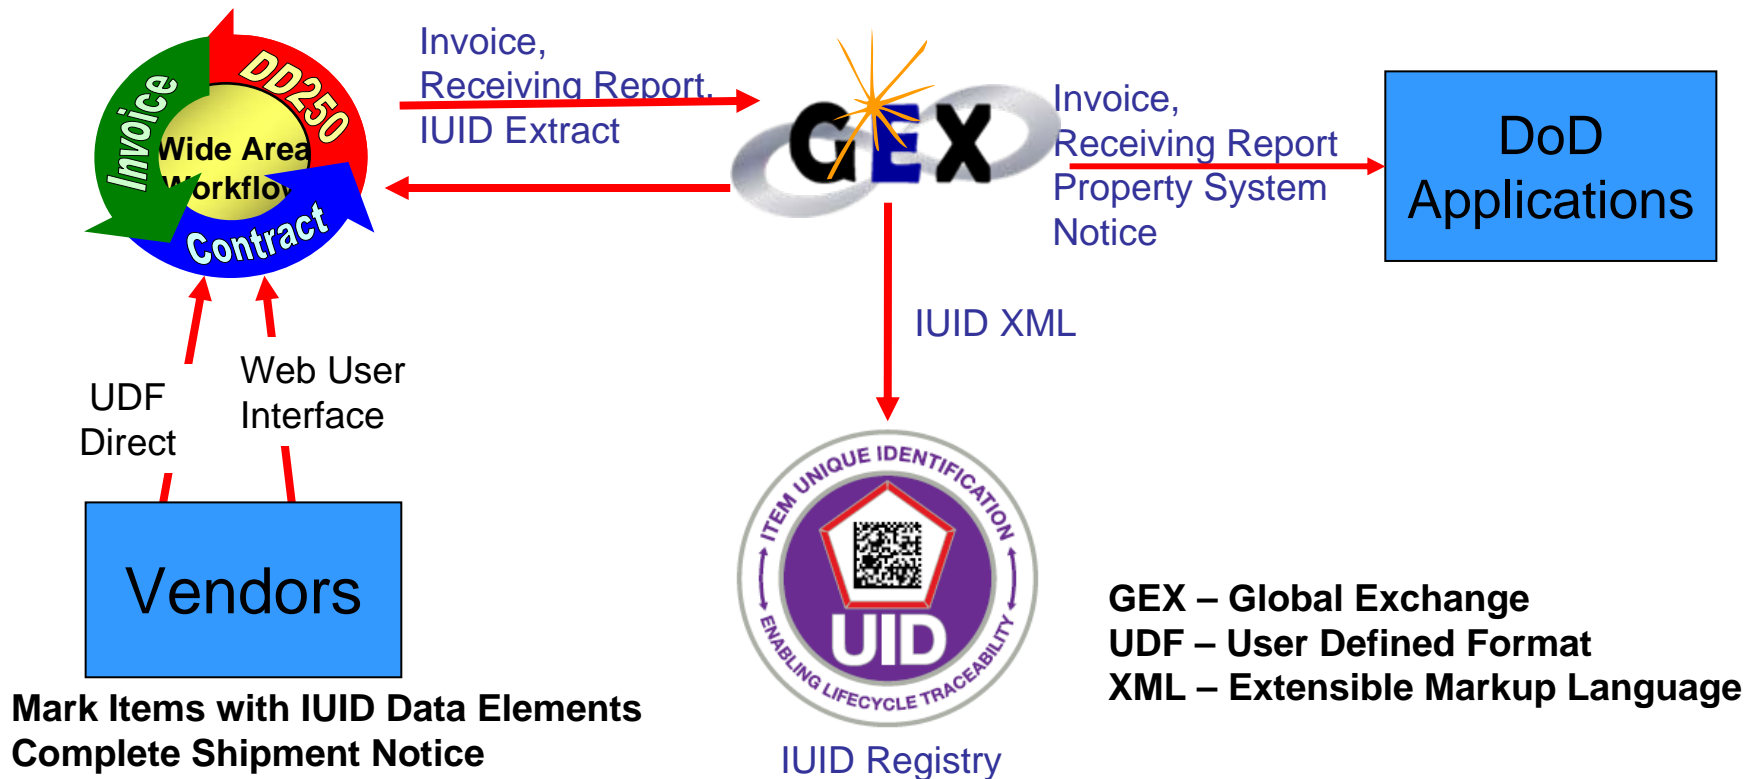 Invoice
DD250
Contract
Wide Area
Workflow
Invoice,
Receiving Report,
IUID Extract
GEX
Invoice,
Receiving Report
Property System
Notice
DoD
Applications
IUID XML
UDF
Direct
Web User
Interface
Vendors
Mark Items with IUID Data Elements
Complete Shipment Notice
ITEM UNIQUE IDENTIFICATION
UID
ENABLING LIFECYCLE TRACEABILITY
IUID Registry
GEX – Global Exchange
UDF – User Defined Format
XML – Extensible Markup Language